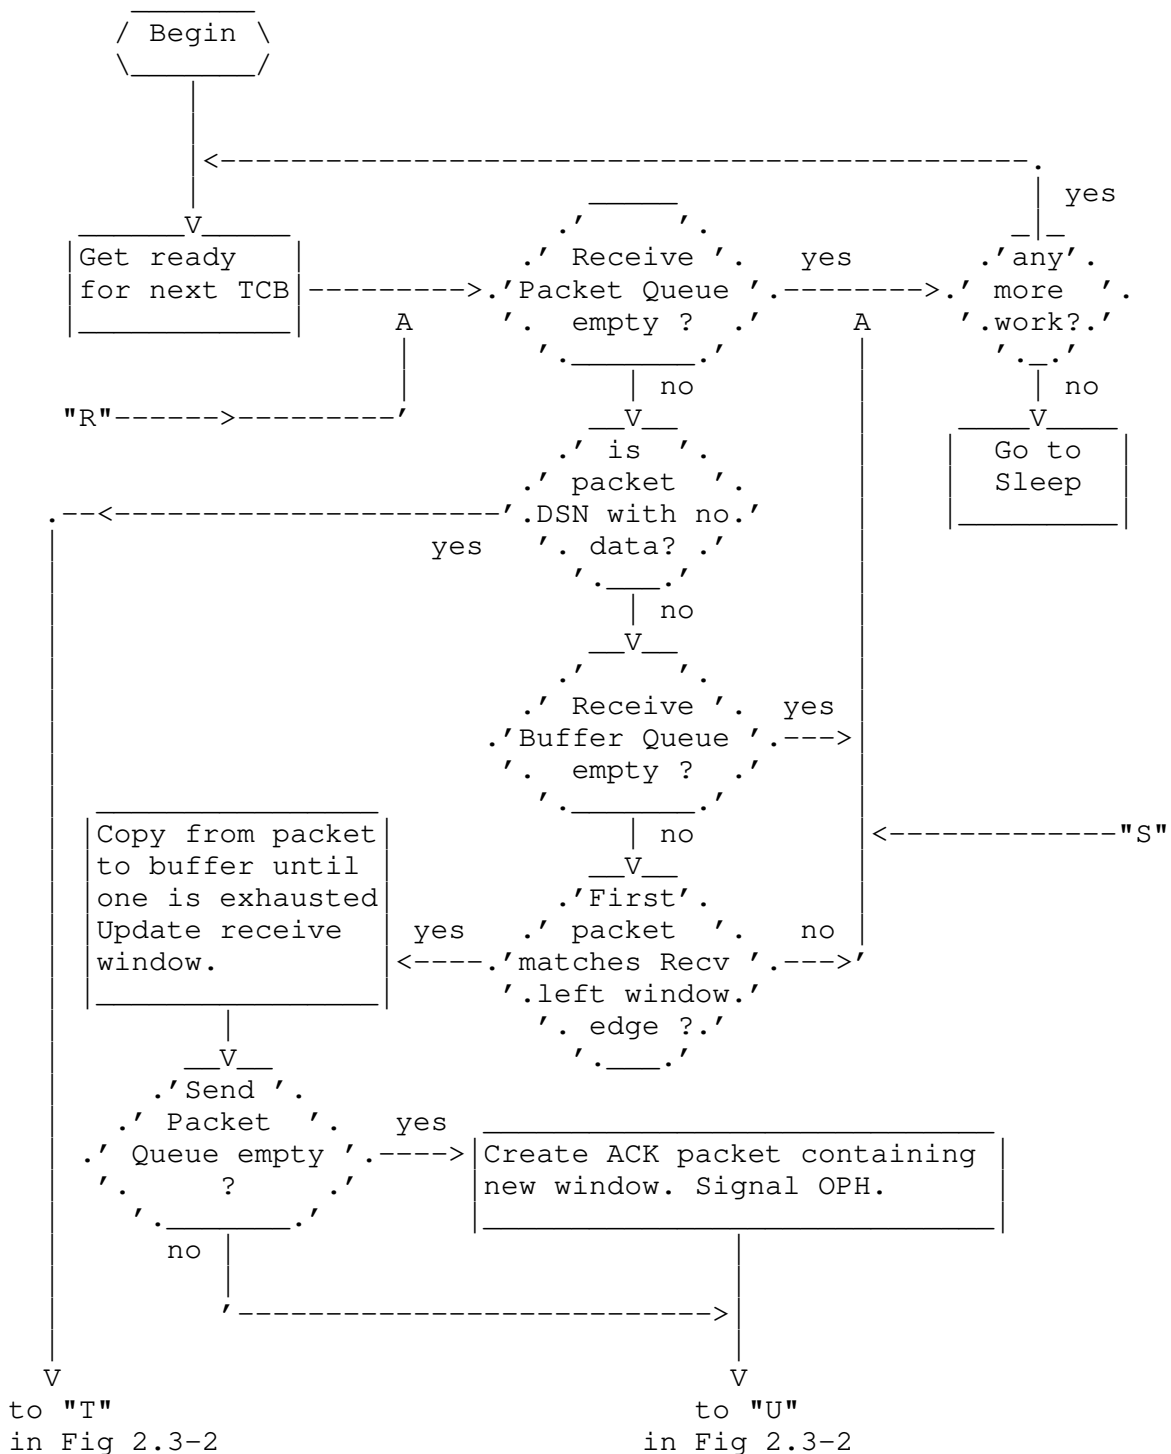 Begin
yes
Get ready
for next TCB
Receive
Packet Queue
empty ?
yes
any
more
work?
no
no
"R"
Go to
Sleep
is
packet
DSN with no
data?
yes
no
Receive
Buffer Queue
empty ?
yes
no
"S"
Copy from packet
to buffer until
one is exhausted
Update receive
window.
yes
First
packet
matches Recv
left window
edge ?
no
Send
Packet
Queue empty
?
yes
no
Create ACK packet containing
new window. Signal OPH.
to "T"
in Fig 2.3-2
to "U"
in Fig 2.3-2